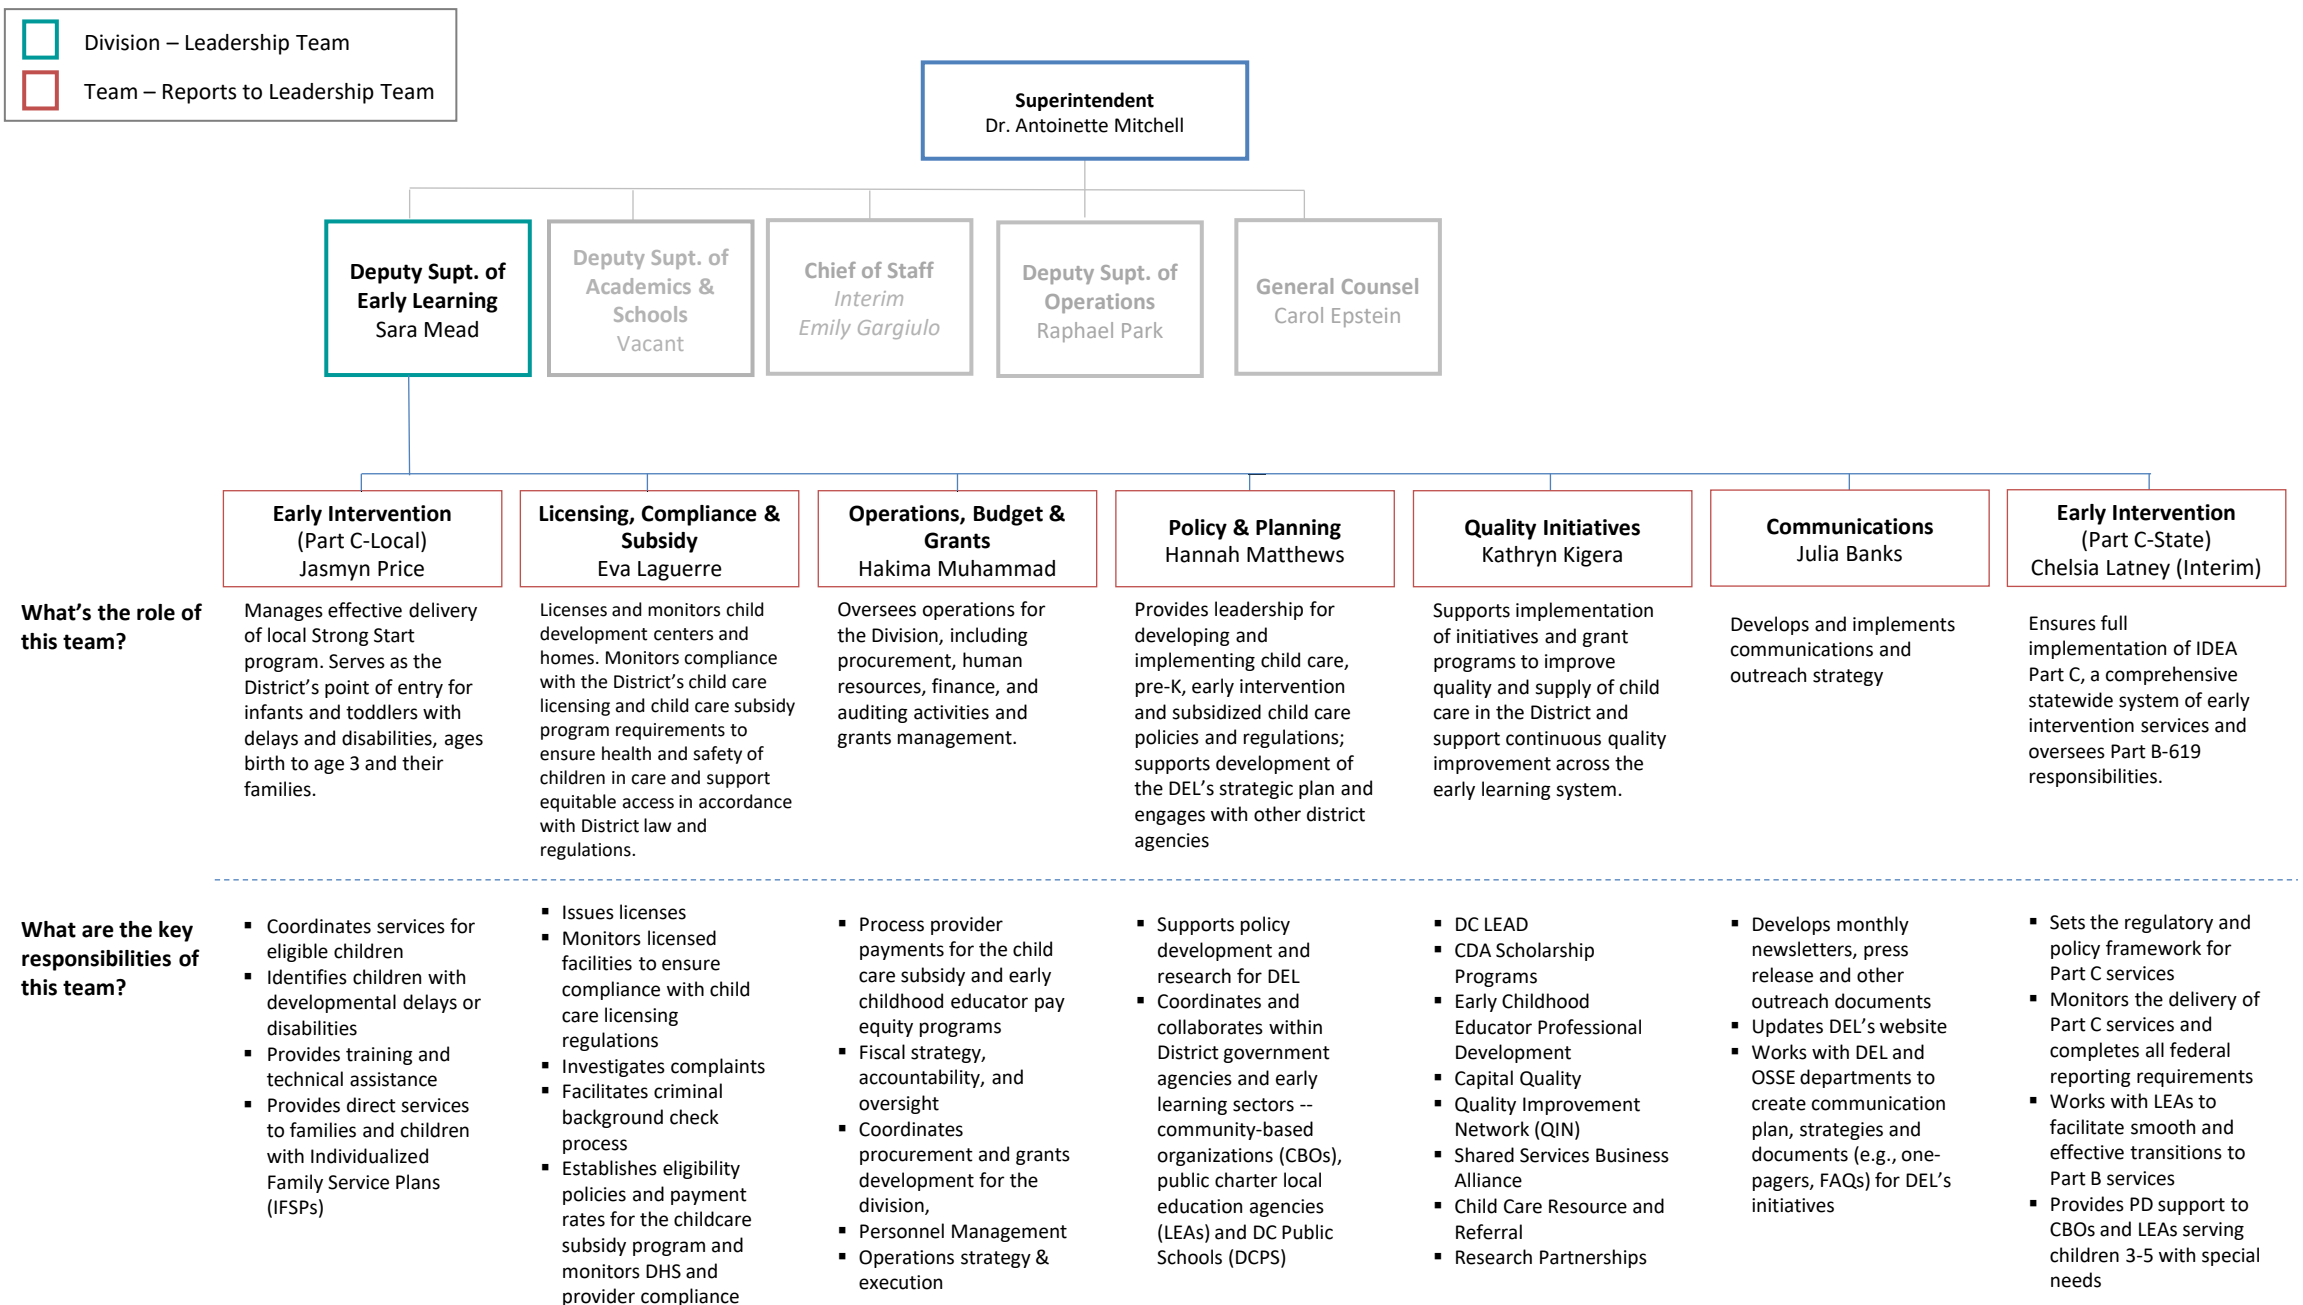 Division – Leadership Team
Team – Reports to Leadership Team
Superintendent
Dr. Antoinette Mitchell
Deputy Supt. of
Early Learning
Sara Mead
Deputy Supt. of
Academics &
Schools
Vacant
Chief of Staff
Interim
Emily Gargiulo
Deputy Supt. of
Operations
Raphael Park
General Counsel
Carol Epstein
Early Intervention
(Part C-Local)
Jasmyn Price
Licensing, Compliance &
Subsidy
Eva Laguerre
Operations, Budget &
Grants
Hakima Muhammad
Policy & Planning
Hannah Matthews
Quality Initiatives
Kathryn Kigera
Communications
Julia Banks
Early Intervention
(Part C-State)
Chelsia Latney (Interim)
What's the role of
this team?
Manages effective delivery
of local Strong Start
program. Serves as the
District's point of entry for
infants and toddlers with
delays and disabilities, ages
birth to age 3 and their
families.
Licenses and monitors child
development centers and
homes. Monitors compliance
with the District's child care
licensing and child care subsidy
program requirements to
ensure health and safety of
children in care and support
equitable access in accordance
with District law and
regulations.
Oversees operations for
the Division, including
procurement, human
resources, finance, and
auditing activities and
grants management.
Provides leadership for
developing and
implementing child care,
pre-K, early intervention
and subsidized child care
policies and regulations;
supports development of
the DEL's strategic plan and
engages with other district
agencies
Supports implementation
of initiatives and grant
programs to improve
quality and supply of child
care in the District and
support continuous quality
improvement across the
early learning system.
Develops and implements
communications and
outreach strategy
Ensures full
implementation of IDEA
Part C, a comprehensive
statewide system of early
intervention services and
oversees Part B-619
responsibilities.
What are the key
responsibilities of
this team?
▪ Coordinates services for
eligible children
▪ Identifies children with
developmental delays or
disabilities
▪ Provides training and
technical assistance
▪ Provides direct services
to families and children
with Individualized
Family Service Plans
(IFSPs)
▪ Issues licenses
▪ Monitors licensed
facilities to ensure
compliance with child
care licensing
regulations
▪ Investigates complaints
▪ Facilitates criminal
background check
process
▪ Establishes eligibility
policies and payment
rates for the childcare
subsidy program and
monitors DHS and
provider compliance
▪ Process provider
payments for the child
care subsidy and early
childhood educator pay
equity programs
▪ Fiscal strategy,
accountability, and
oversight
▪ Coordinates
procurement and grants
development for the
division,
▪ Personnel Management
▪ Operations strategy &
execution
▪ Supports policy
development and
research for DEL
▪ Coordinates and
collaborates within
District government
agencies and early
learning sectors --
community-based
organizations (CBOs),
public charter local
education agencies
(LEAs) and DC Public
Schools (DCPS)
▪ DC LEAD
▪ CDA Scholarship
Programs
▪ Early Childhood
Educator Professional
Development
▪ Capital Quality
▪ Quality Improvement
Network (QIN)
▪ Shared Services Business
Alliance
▪ Child Care Resource and
Referral
▪ Research Partnerships
▪ Develops monthly
newsletters, press
release and other
outreach documents
▪ Updates DEL's website
▪ Works with DEL and
OSSE departments to
create communication
plan, strategies and
documents (e.g., one-
pagers, FAQs) for DEL's
initiatives
▪ Sets the regulatory and
policy framework for
Part C services
▪ Monitors the delivery of
Part C services and
completes all federal
reporting requirements
▪ Works with LEAs to
facilitate smooth and
effective transitions to
Part B services
▪ Provides PD support to
CBOs and LEAs serving
children 3-5 with special
needs